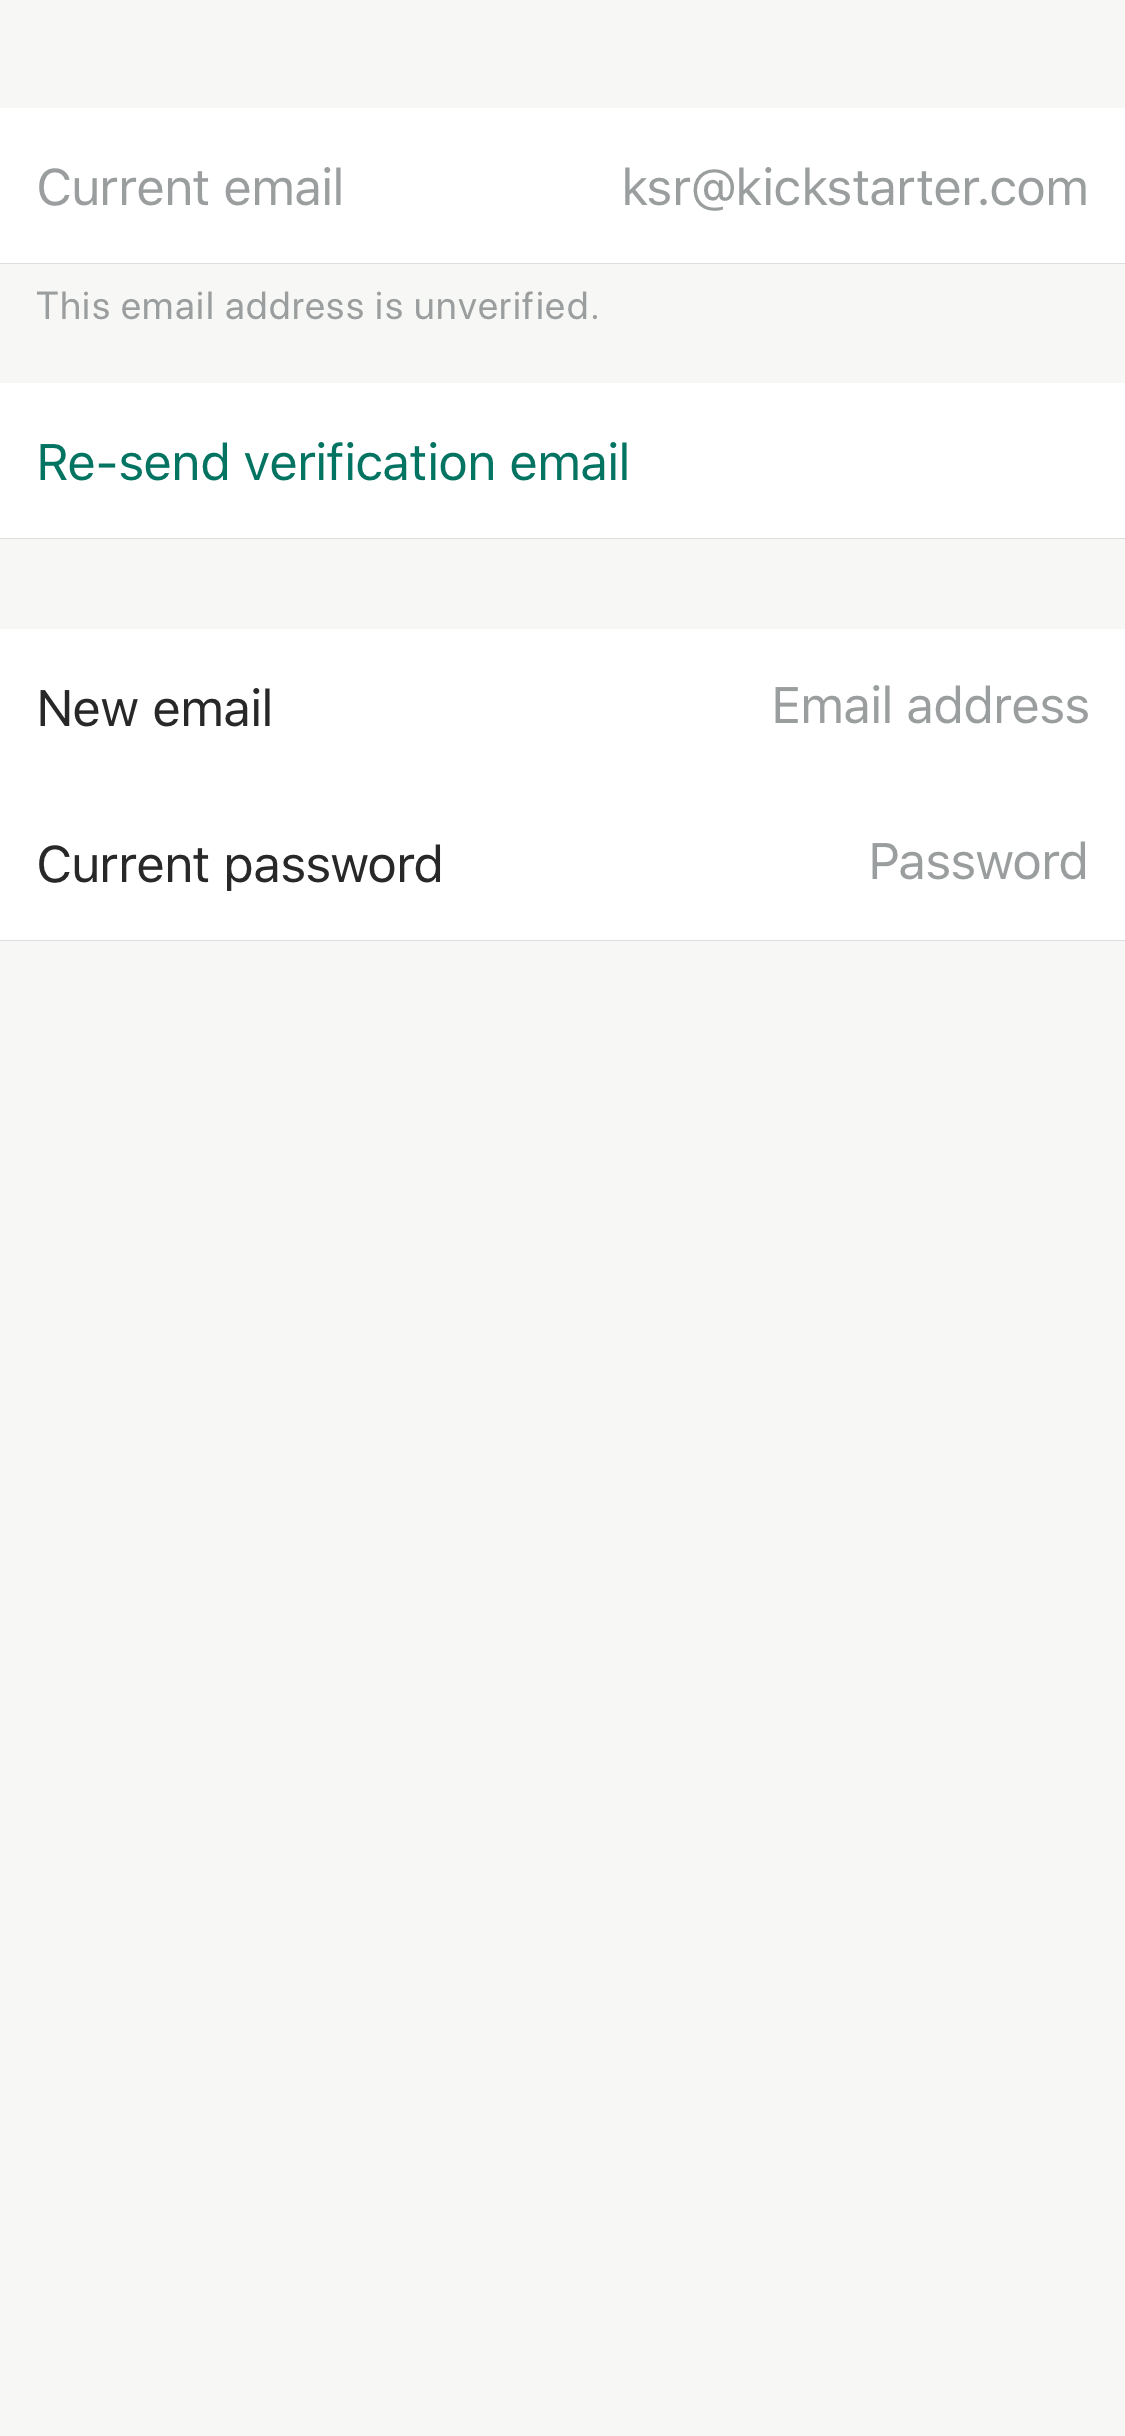 Current email ksr@kickstarter.com
This email address is unverified.
Re-send verification email
New email Email address
Current password Password